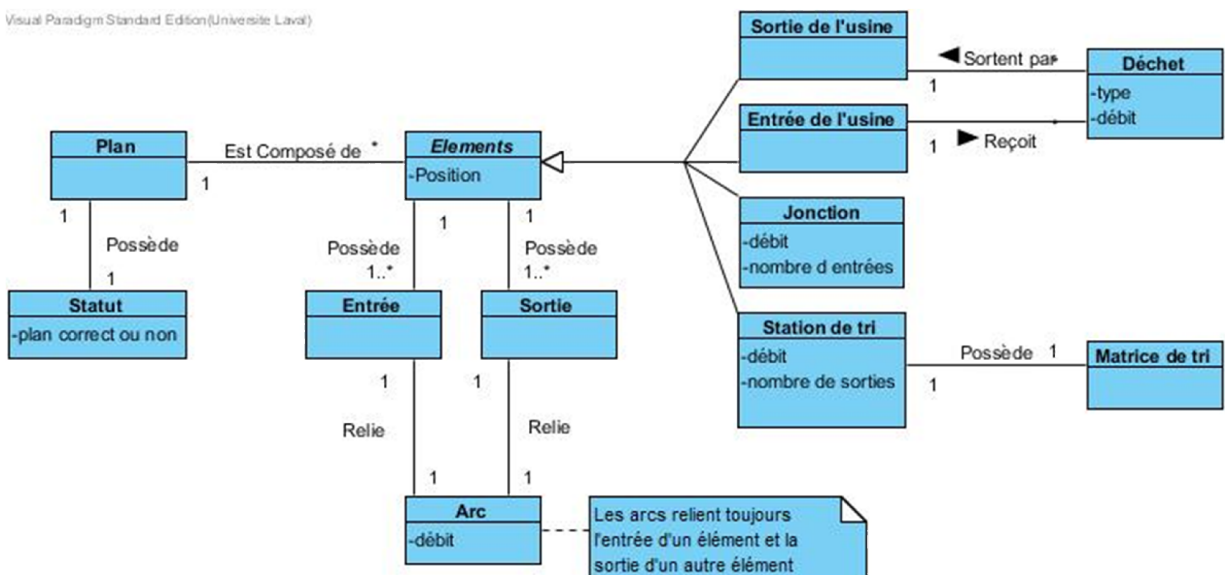 Visual Paradigm Standard Edition(Universite Laval)
Sortie de l'usine
◄ Sortent par
*
1
Déchet
-type
-débit
Entrée de l'usine
1
► Reçoit
*
Plan
Est Composé de *
1
Elements
-Position
1
1
1
Possède
1
Possède
1..*
Possède
1..*
Jonction
-débit
-nombre d entrées
Statut
-plan correct ou non
Entrée
Sortie
Station de tri
-débit
-nombre de sorties
Possède 1
1
Matrice de tri
1
1
Relie
Relie
1
1
Arc
-débit
Les arcs relient toujours
l'entrée d'un élément et la
sortie d'un autre élément